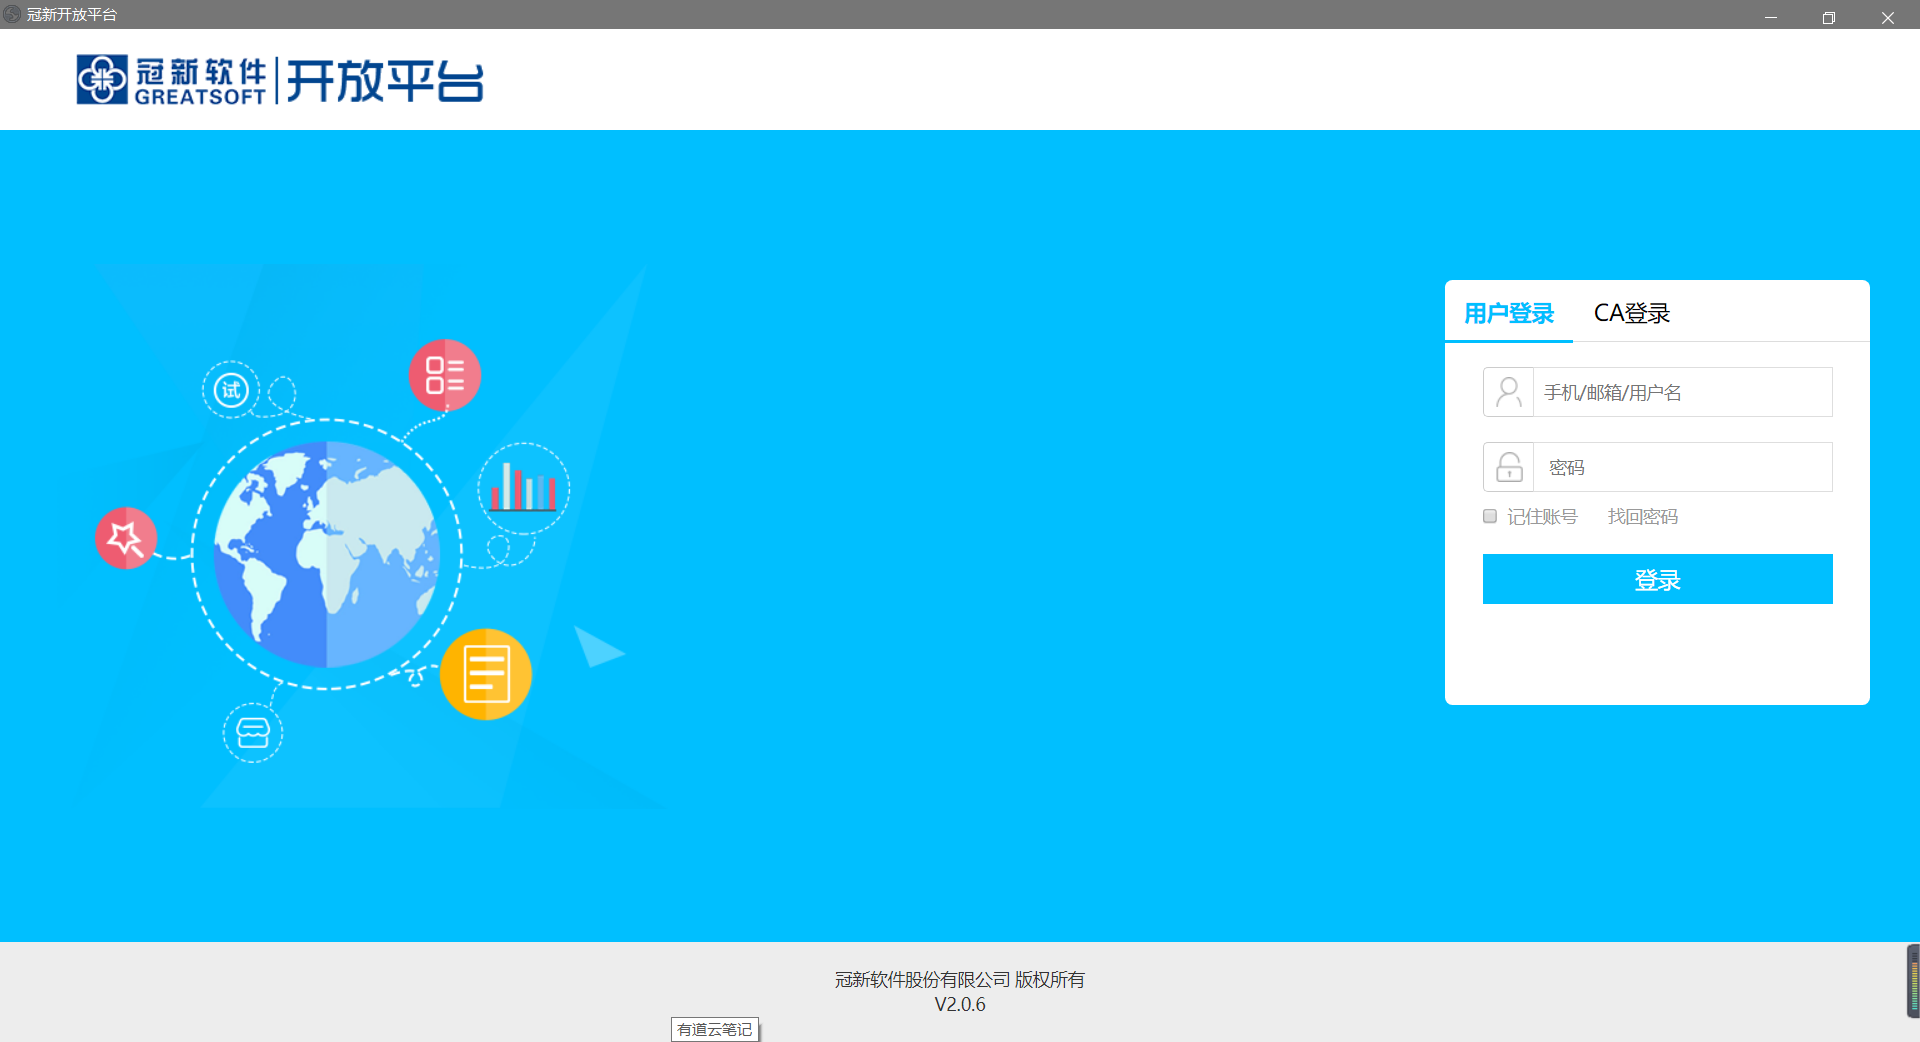 冠新开放平台
冠新软件
GREATSOFT
开放平台
试
用户登录
CA登录
手机/邮箱/用户名
密码
记住账号
找回密码
登录
冠新软件股份有限公司 版权所有
V2.0.6
有道云笔记